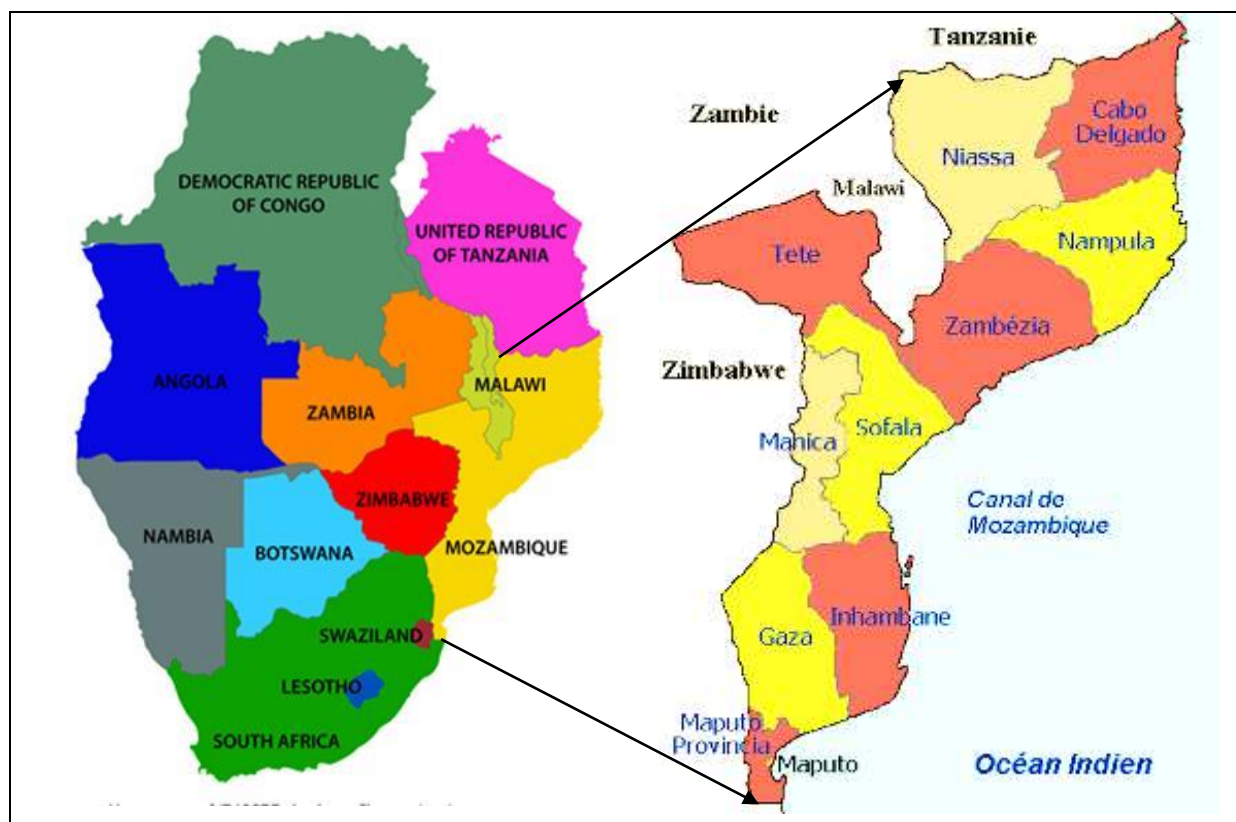 DEMOCRATIC REPUBLIC
OF CONGO
UNITED REPUBLIC
OF TANZANIA
ANGOLA
ZAMBIA
MALAWI
ZIMBABWE
NAMBIA
BOTSWANA
MOZAMBIQUE
SWAZILAND
LESOTHO
SOUTH AFRICA
Tanzanie
Zambie
Cabo
Delgado
Niassa
Malawi
Nampula
Tete
Zambézia
Zimbabwe
Sofala
Manica
Canal de
Mozambique
Inhambane
Gaza
Maputo
Provincia
Maputo
Océan Indien